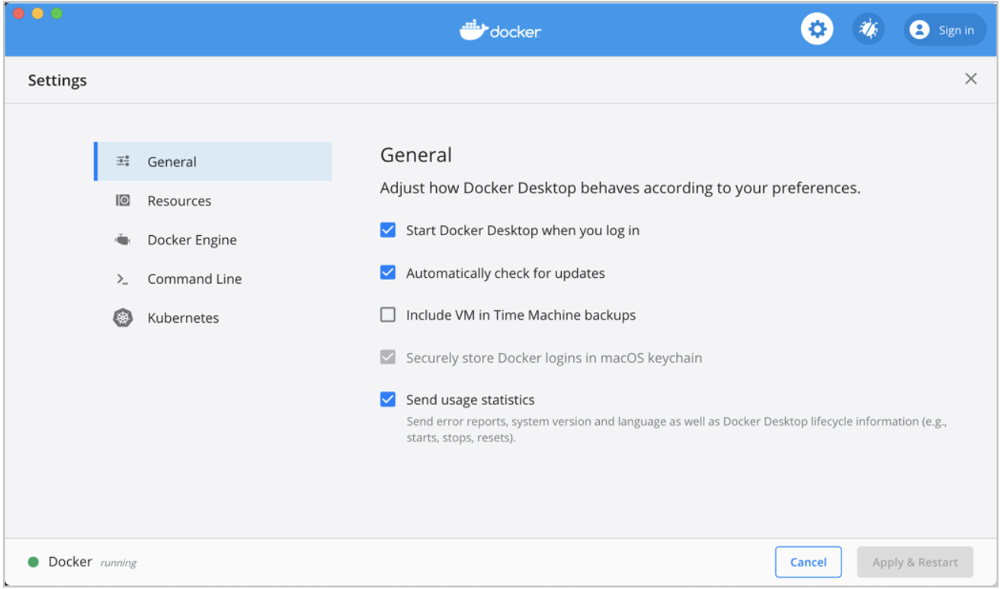 docker
Sign in
Settings
General
Resources
Docker Engine
Command Line
Kubernetes
General
Adjust how Docker Desktop behaves according to your preferences.
Start Docker Desktop when you log in
Automatically check for updates
Include VM in Time Machine backups
Securely store Docker logins in macOS keychain
Send usage statistics
Send error reports, system version and language as well as Docker Desktop lifecycle information (e.g.,
starts, stops, resets).
Docker running
Cancel
Apply & Restart